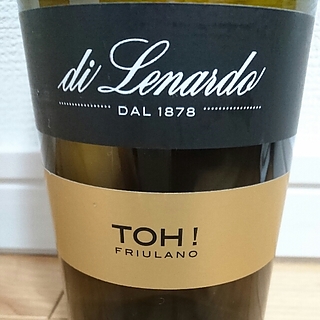 di Lenardo
DAL 1878
TOH!
FRIULANO